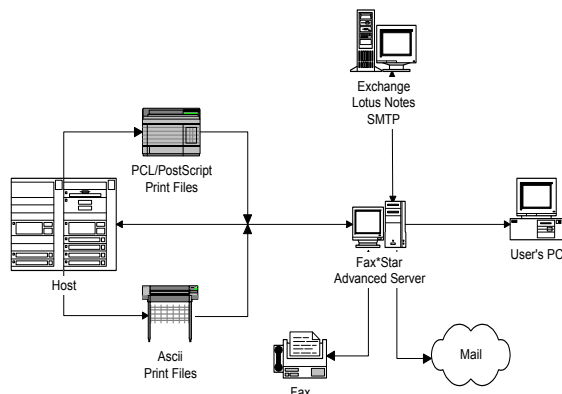 Exchange
Lotus Notes
SMTP
PCL/PostScript
Print Files
Host
Fax*Star
Advanced Server
User's PC
Ascii
Print Files
Mail
Fax